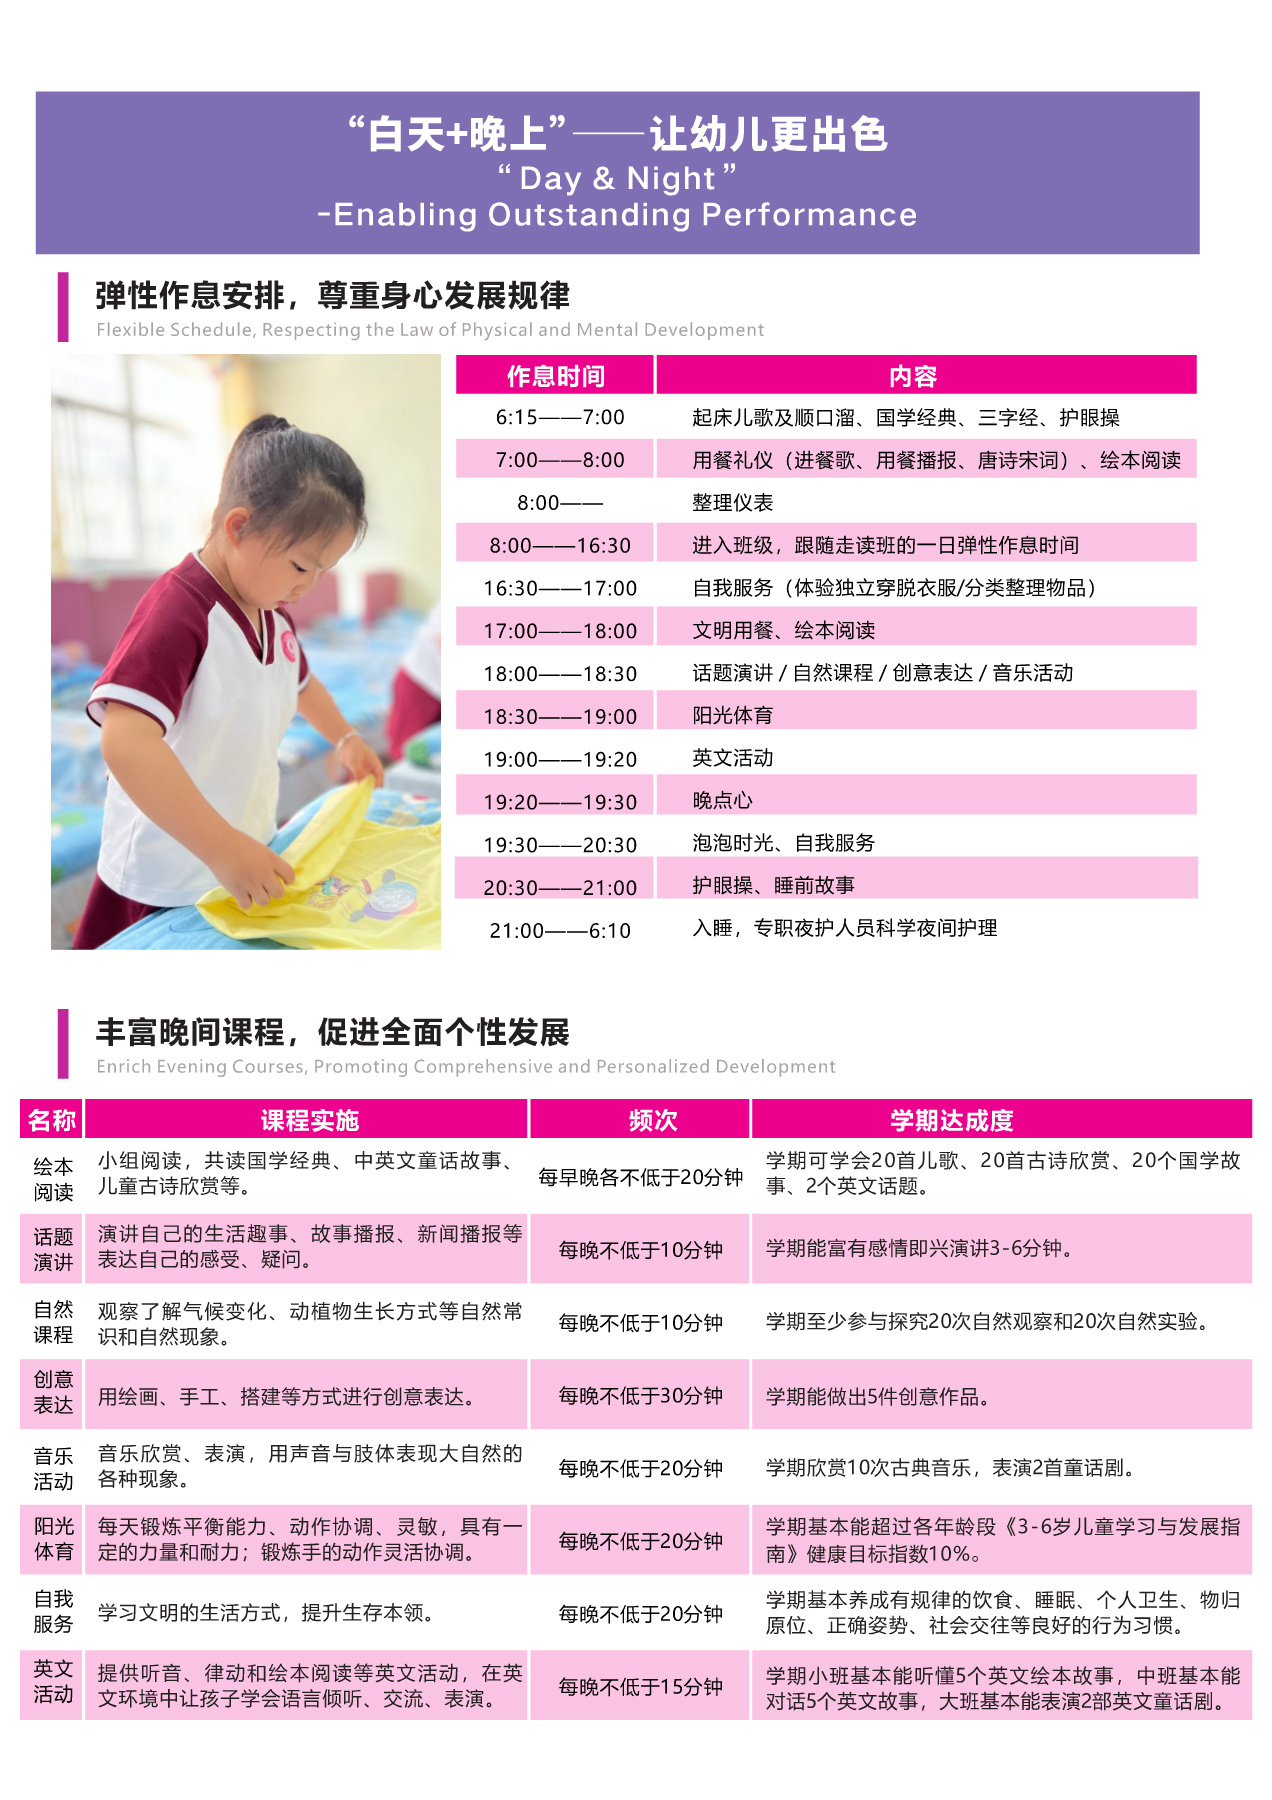 “白天+晚上”——让幼儿更出色
“Day & Night”
-Enabling Outstanding Performance
弹性作息安排，尊重身心发展规律
Flexible Schedule, Respecting the Law of Physical and Mental Development
作息时间 内容
6:15——7:00 起床儿歌及顺口溜、国学经典、三字经、护眼操
7:00——8:00 用餐礼仪（进餐歌、用餐播报、唐诗宋词）、绘本阅读
8:00—— 整理仪表
8:00——16:30 进入班级，跟随走读班的一日弹性作息时间
16:30——17:00 自我服务（体验独立穿脱衣服/分类整理物品）
17:00——18:00 文明用餐、绘本阅读
18:00——18:30 话题演讲 / 自然课程 / 创意表达 / 音乐活动
18:30——19:00 阳光体育
19:00——19:20 英文活动
19:20——19:30 晚点心
19:30——20:30 泡泡时光、自我服务
20:30——21:00 护眼操、睡前故事
21:00——6:10 入睡，专职夜护人员科学夜间护理
丰富晚间课程，促进全面个性发展
Enrich Evening Courses, Promoting Comprehensive and Personalized Development
名称 课程实施 频次 学期达成度
绘本
阅读
小组阅读，共读国学经典、中英文童话故事、
儿童古诗欣赏等。
每早晚各不低于20分钟
学期可学会20首儿歌、20首古诗欣赏、20个国学故
事、2个英文话题。
话题
演讲
演讲自己的生活趣事、故事播报、新闻播报等
表达自己的感受、疑问。
每晚不低于10分钟
学期能富有感情即兴演讲3-6分钟。
自然
课程
观察了解气候变化、动植物生长方式等自然常
识和自然现象。
每晚不低于10分钟
学期至少参与探究20次自然观察和20次自然实验。
创意
表达
用绘画、手工、搭建等方式进行创意表达。
每晚不低于30分钟
学期能做出5件创意作品。
音乐
活动
音乐欣赏、表演，用声音与肢体表现大自然的
各种现象。
每晚不低于20分钟
学期欣赏10次古典音乐，表演2首童话剧。
阳光
体育
每天锻炼平衡能力、动作协调、灵敏，具有一
定的力量和耐力；锻炼手的动作灵活协调。
每晚不低于20分钟
学期基本能超过各年龄段《3-6岁儿童学习与发展指
南》健康目标指数10%。
自我
服务
学习文明的生活方式，提升生存本领。
每晚不低于20分钟
学期基本养成有规律的饮食、睡眠、个人卫生、物归
原位、正确姿势、社会交往等良好的行为习惯。
英文
活动
提供听音、律动和绘本阅读等英文活动，在英
文环境中让孩子学会语言倾听、交流、表演。
每晚不低于15分钟
学期小班基本能听懂5个英文绘本故事，中班基本能
对话5个英文故事，大班基本能表演2部英文童话剧。